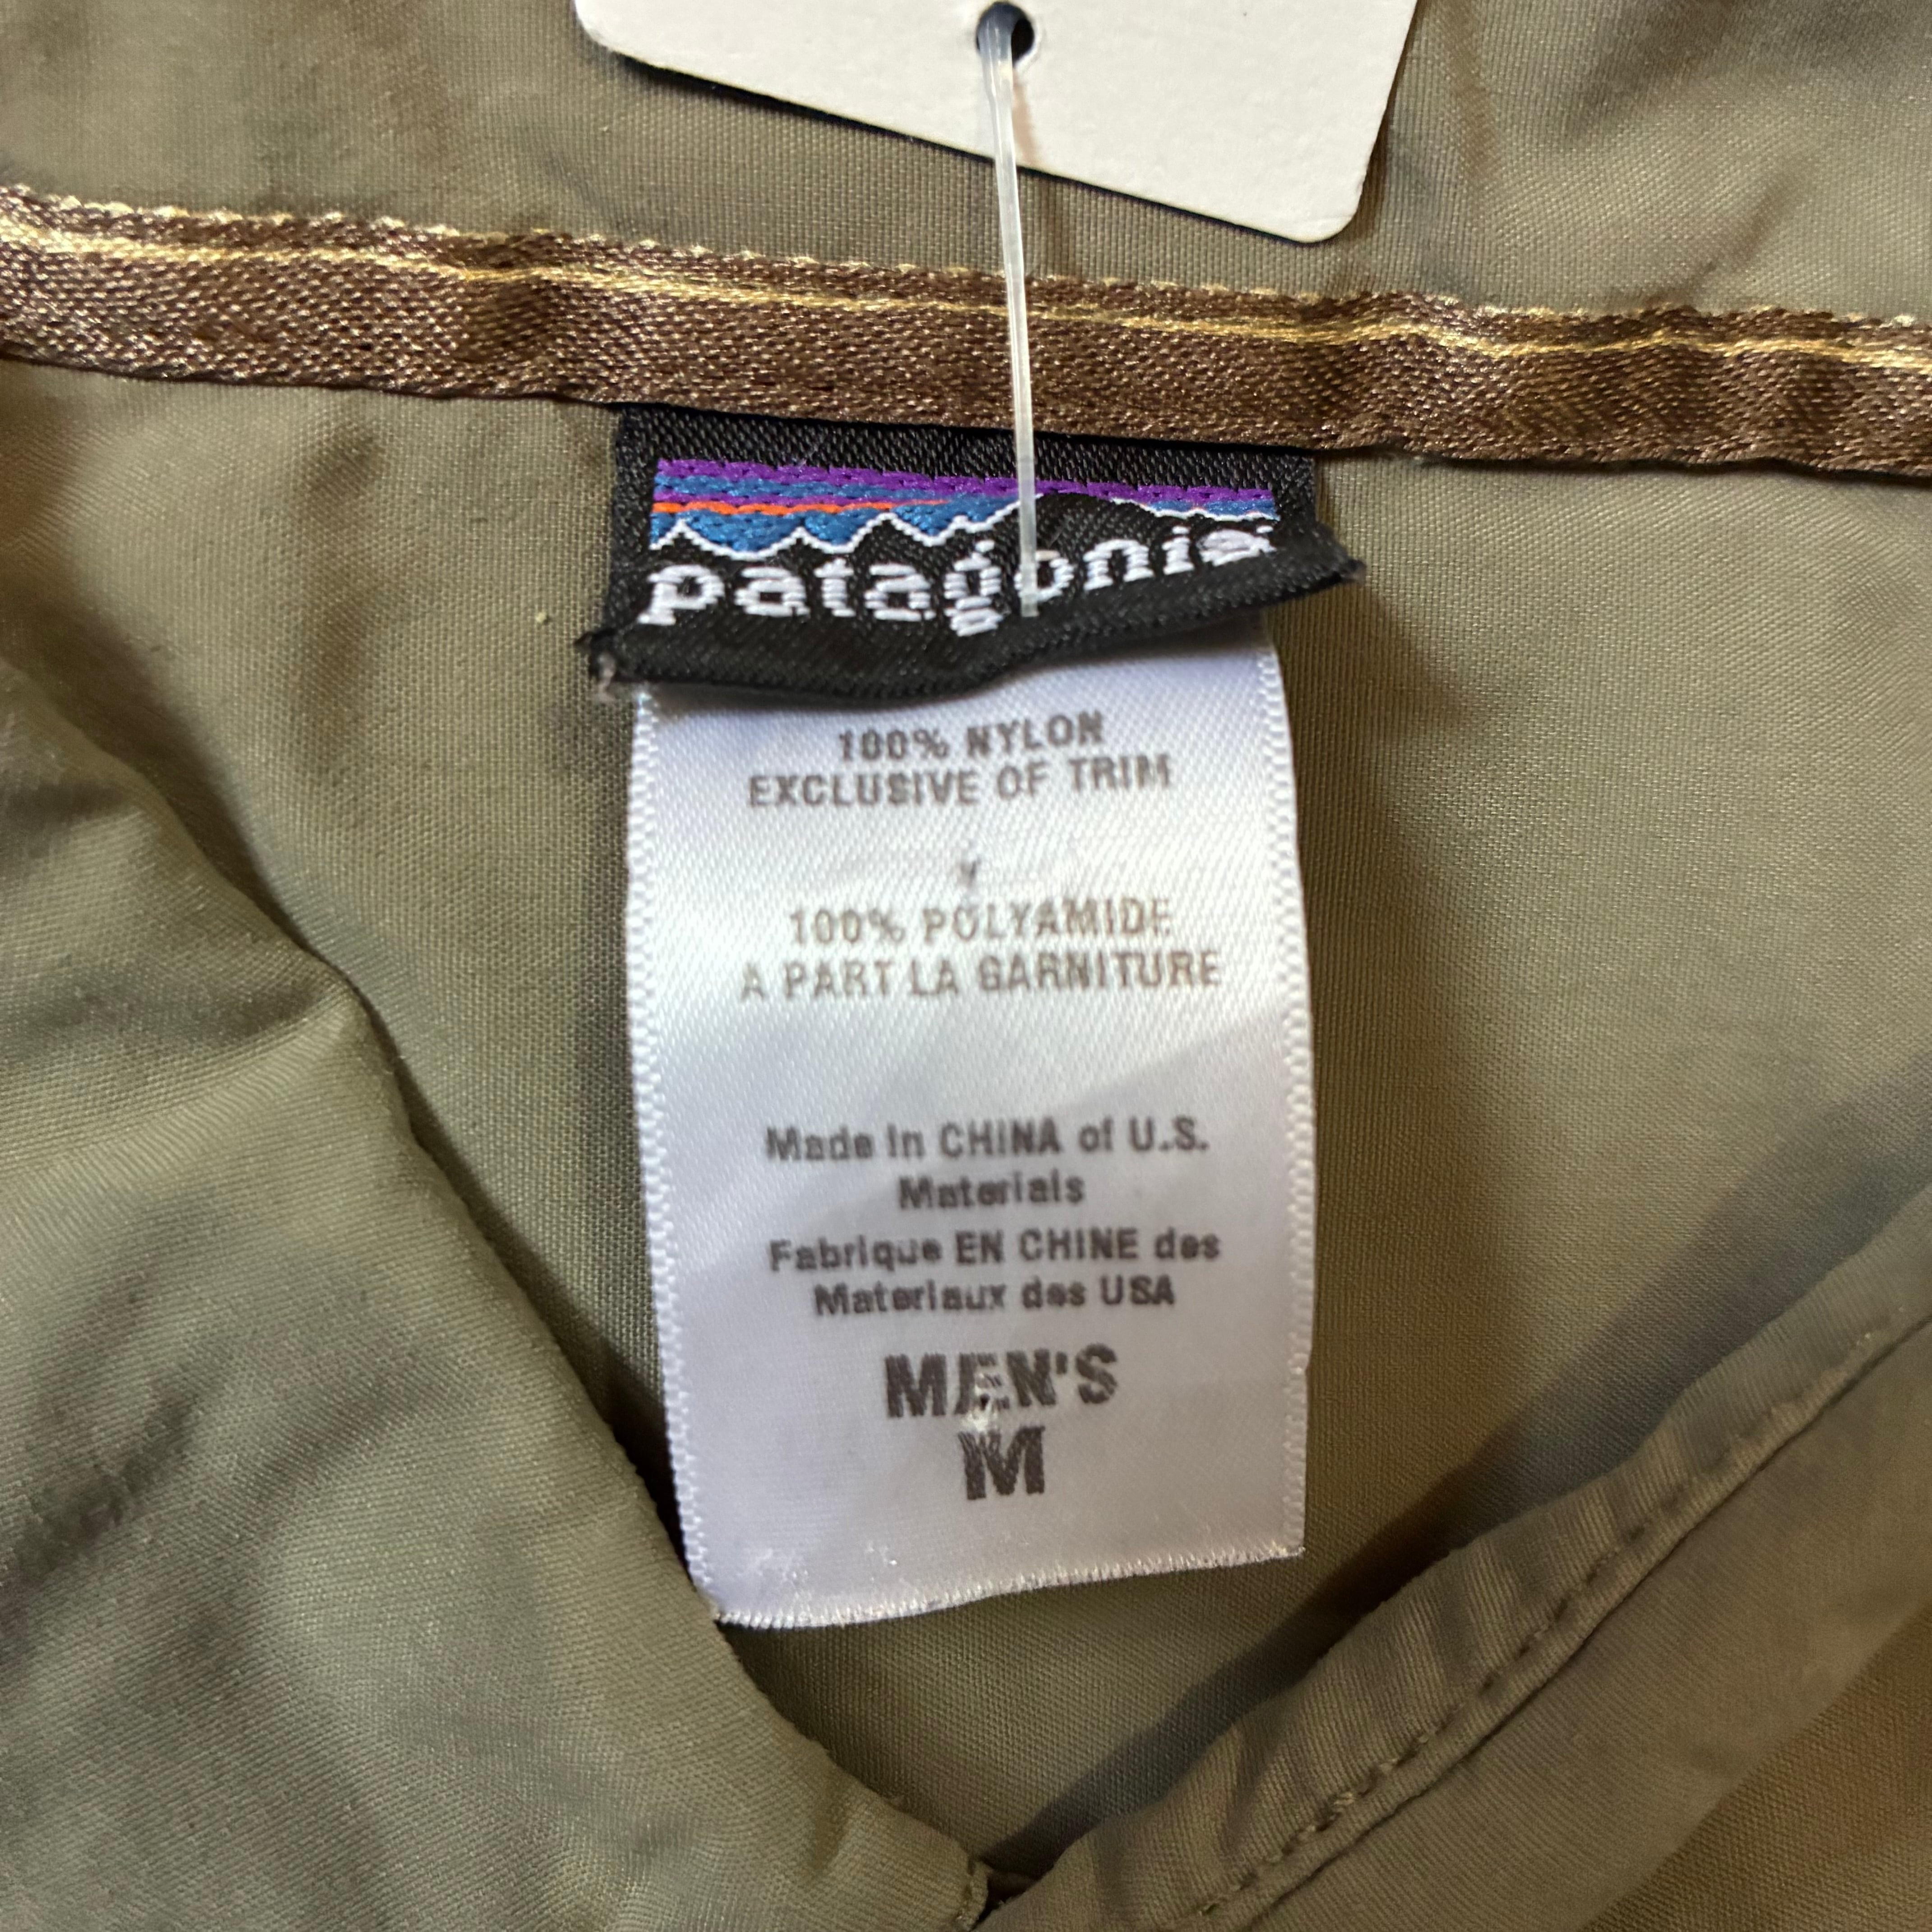 patagonia
100% NYLON
EXCLUSIVE OF TRIM
100% POLYAMIDE
A PART LA GARNITURE
Made in CHINA of U.S.
Materials
Fabrique EN CHINE des
Materiaux des USA
MEN'S
M